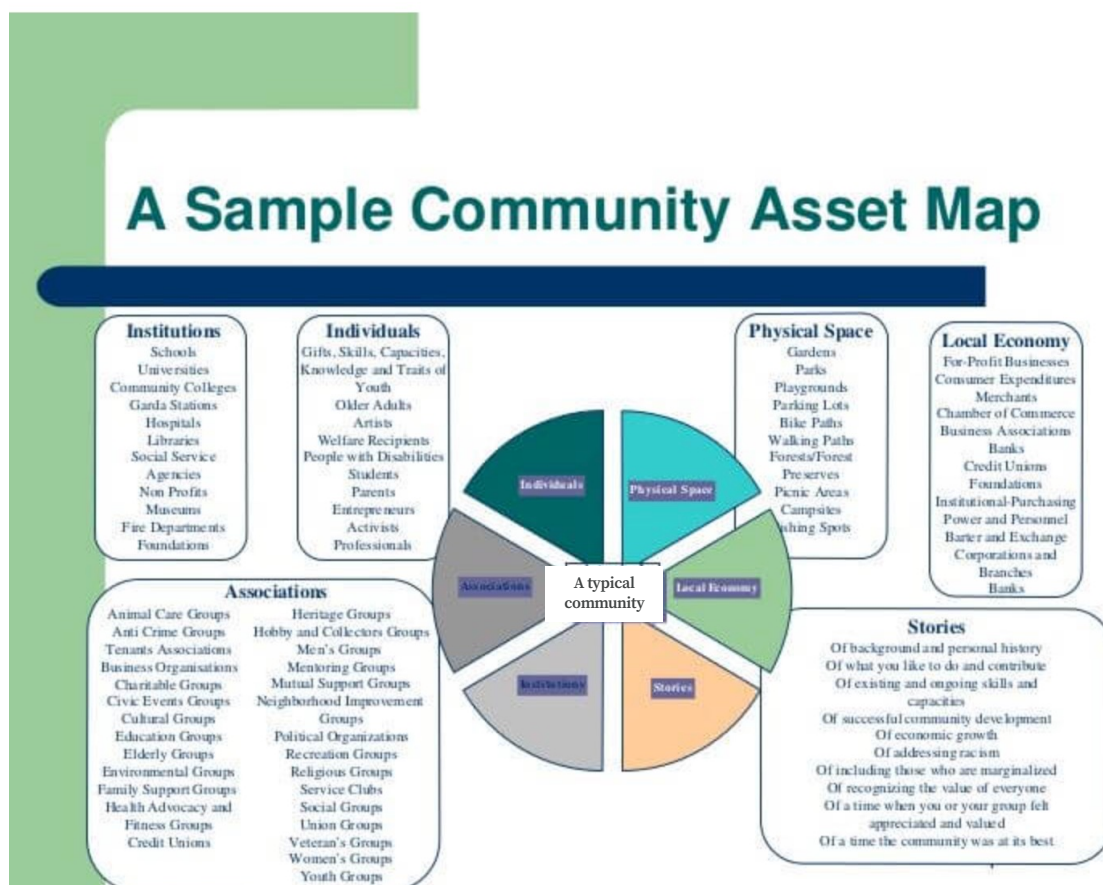 A Sample Community Asset Map
Institutions
Schools
Universities
Community Colleges
Garda Stations
Hospitals
Libraries
Social Service
Agencies
Non Profits
Museums
Fire Departments
Foundations
Individuals
Gifts, Skills, Capacities,
Knowledge and Traits of
Youth
Older Adults
Artists
Welfare Recipients
People with Disabilities
Students
Parents
Entrepreneurs
Activists
Professionals
Physical Space
Gardens
Parks
Playgrounds
Parking Lots
Bike Paths
Walking Paths
Forests/Forest
Preserves
Picnic Areas
Campsites
shing Spots
Local Economy
For-Profit Businesses
Consumer Expenditures
Merchants
Chamber of Commerce
Business Associations
Banks
Credit Unions
Foundations
Institutional-Purchasing
Power and Personnel
Barter and Exchange
Corporations and
Branches
Banks
Individuals
Physical Space
Associations
A typical
community
Local Economy
Institutions
Stories
Associations
Animal Care Groups
Anti Crime Groups
Tenants Associations
Business Organisations
Charitable Groups
Civic Events Groups
Cultural Groups
Education Groups
Elderly Groups
Environmental Groups
Family Support Groups
Health Advocacy and
Fitness Groups
Credit Unions
Heritage Groups
Hobby and Collectors Groups
Men's Groups
Mentoring Groups
Mutual Support Groups
Neighborhood Improvement
Groups
Political Organizations
Recreation Groups
Religious Groups
Service Clubs
Social Groups
Union Groups
Veteran's Groups
Women's Groups
Youth Groups
Stories
Of background and personal history
Of what you like to do and contribute
Of existing and ongoing skills and
capacities
Of successful community development
Of economic growth
Of addressing racism
Of including those who are marginalized
Of recognizing the value of everyone
Of a time when you or your group felt
appreciated and valued
Of a time the community was at its best